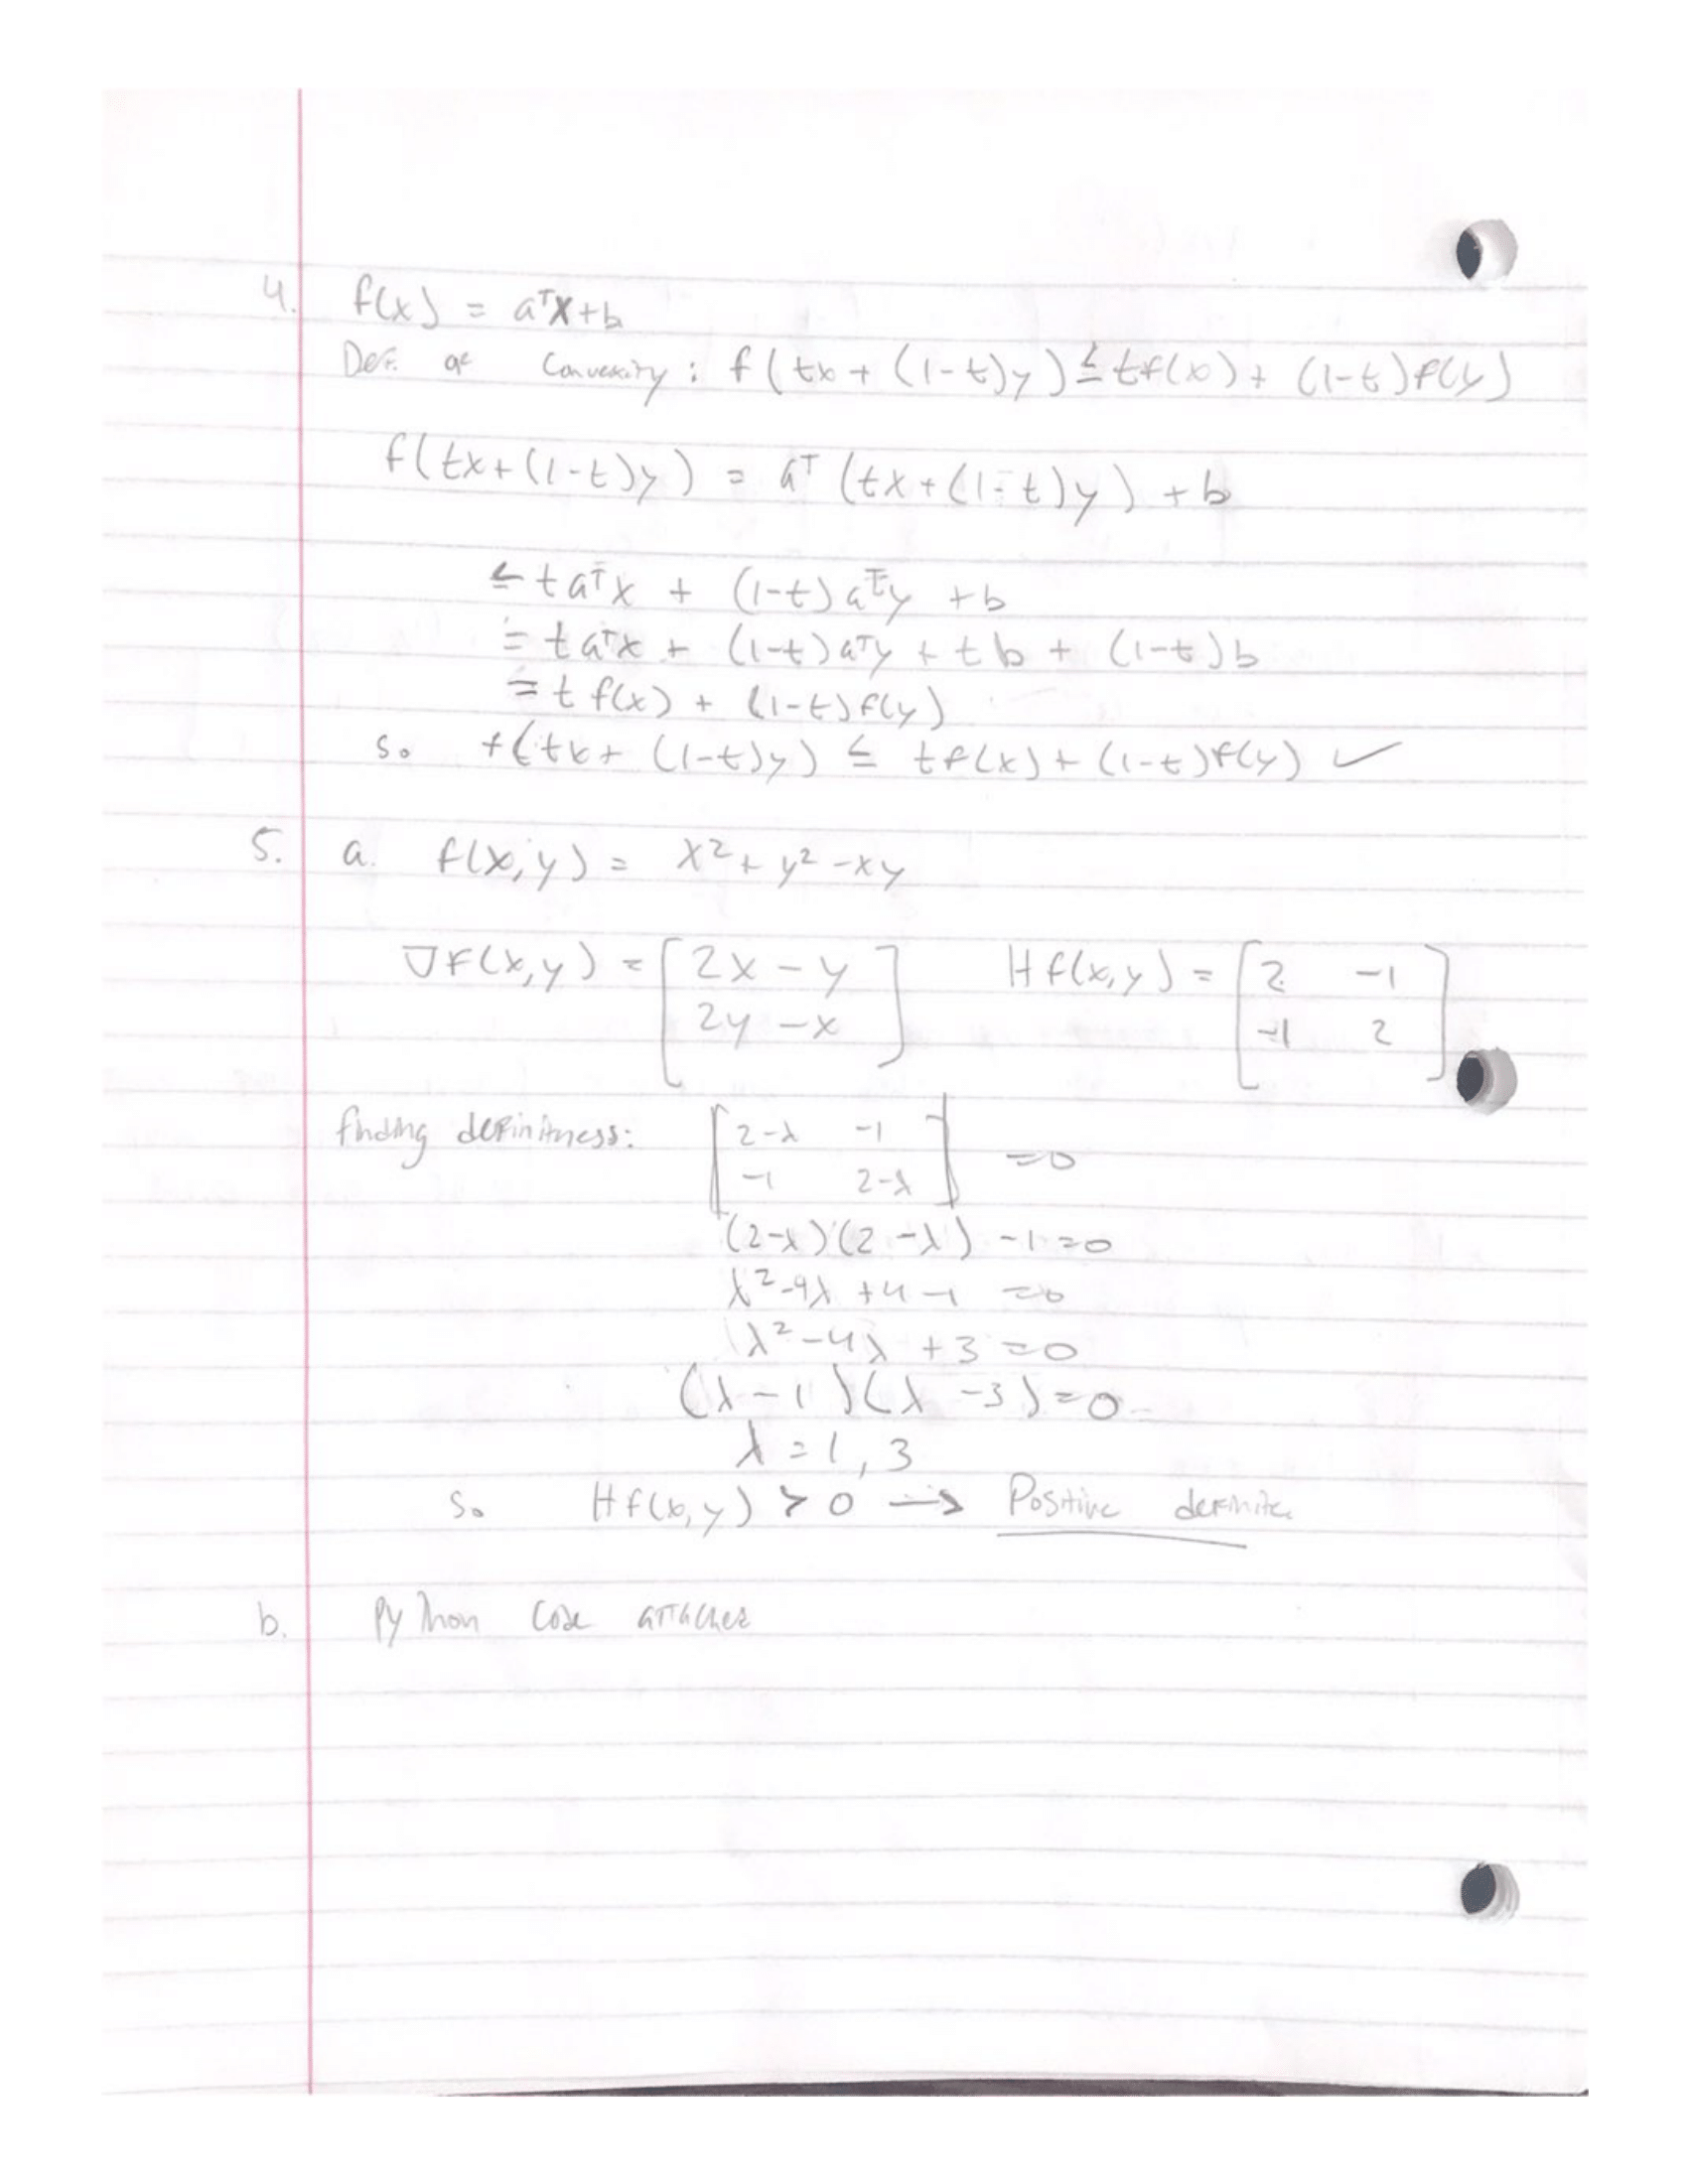 4. f(x) = aᵀx+b
Def. of Convexity: f(tx + (1-t)y) ≤ tf(x) + (1-t)f(y)
f(tx+(1-t)y) = aᵀ(tx+(1-t)y) +b
≤ taᵀx + (1-t)aᵀy +b
= taᵀx + (1-t)aᵀy + tb + (1-t)b
= t f(x) + (1-t)f(y)
so f(tx+ (1-t)y) ≤ tf(x)+(1-t)f(y) ✓
5. a. f(x,y) = x²+ y² -xy
∇f(x,y) = [2x - y Hf(x,y) = [2 -1
2y - x] -1 2]
finding definitness: |2-λ -1
-1 2-λ| =0
(2-λ)(2-λ) -1=0
λ²-4λ +4-1 =0
λ²-4λ +3=0
(λ-1)(λ-3)=0
λ=1, 3
So Hf(x,y) > 0 → Positive definite
b. Python Code attached